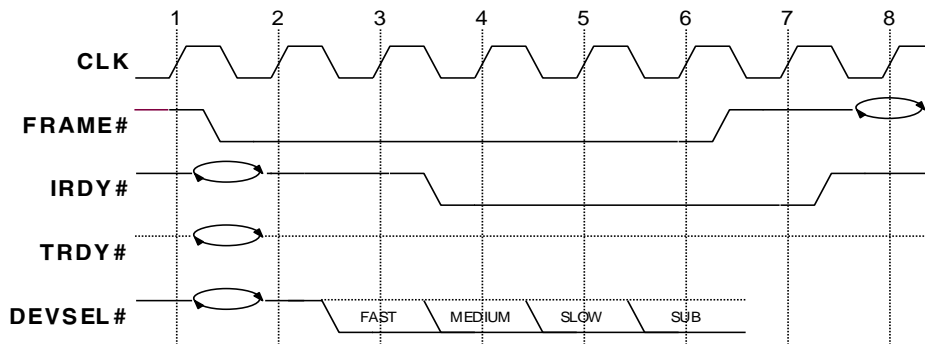 1 2 3 4 5 6 7 8
CLK
FRAME#
IRDY#
TRDY#
DEVSEL#
FAST MEDIUM SLOW SUB